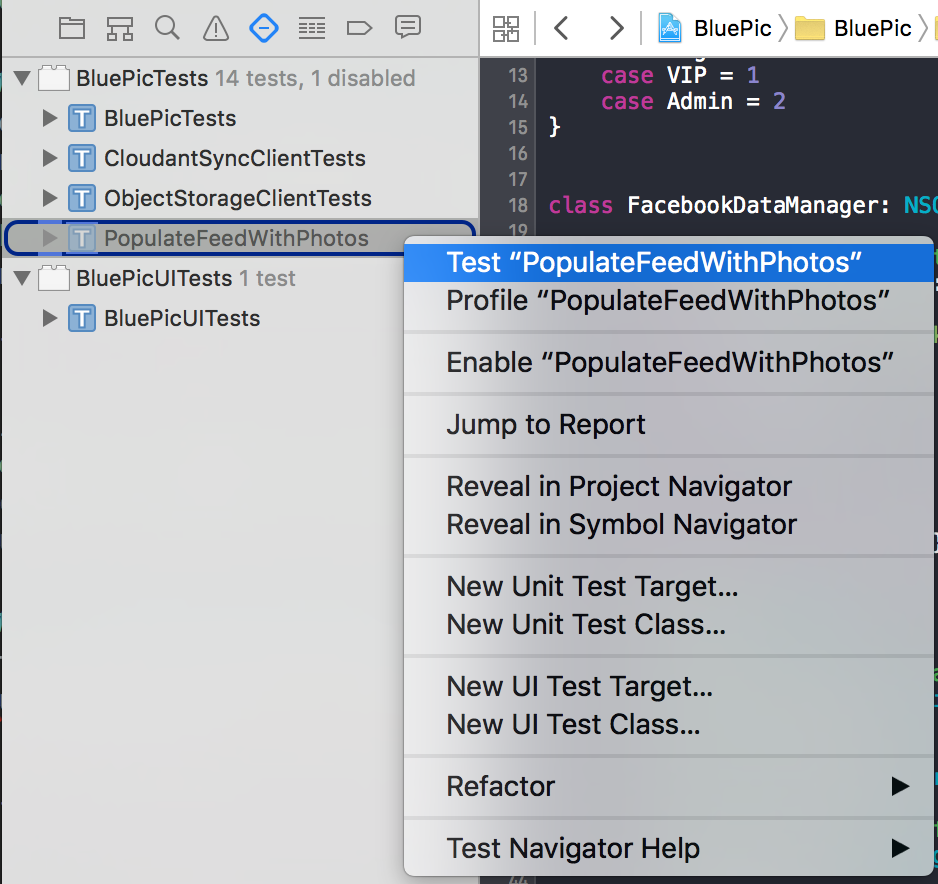 BluePic
BluePic
BluePicTests 14 tests, 1 disabled
BluePicTests
CloudantSyncClientTests
ObjectStorageClientTests
PopulateFeedWithPhotos
BluePicUITests 1 test
BluePicUITests
13 case VIP = 1
14 case Admin = 2
15 }
16
17
18 class FacebookDataManager: NSO
19
Test “PopulateFeedWithPhotos”
Profile “PopulateFeedWithPhotos”
Enable “PopulateFeedWithPhotos”
Jump to Report
Reveal in Project Navigator
Reveal in Symbol Navigator
New Unit Test Target...
New Unit Test Class...
New UI Test Target...
New UI Test Class...
Refactor
Test Navigator Help
44